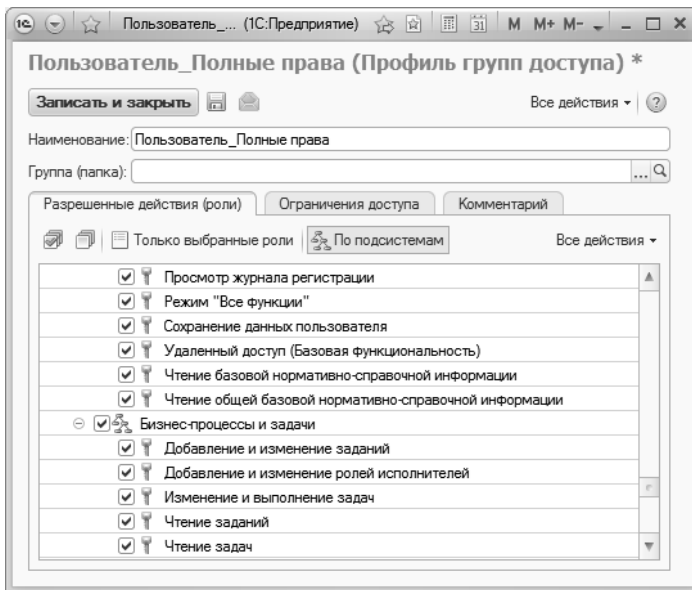 1С Пользователь_... (1С:Предприятие) 31 M M+ M-
Пользователь_Полные права (Профиль групп доступа) *
Записать и закрыть Все действия ?
Наименование: Пользователь_Полные права
Группа (папка): ...
Разрешенные действия (роли) Ограничения доступа Комментарий
Только выбранные роли По подсистемам Все действия
Просмотр журнала регистрации
Режим "Все функции"
Сохранение данных пользователя
Удаленный доступ (Базовая функциональность)
Чтение базовой нормативно-справочной информации
Чтение общей базовой нормативно-справочной информации
Бизнес-процессы и задачи
Добавление и изменение заданий
Добавление и изменение ролей исполнителей
Изменение и выполнение задач
Чтение заданий
Чтение задач